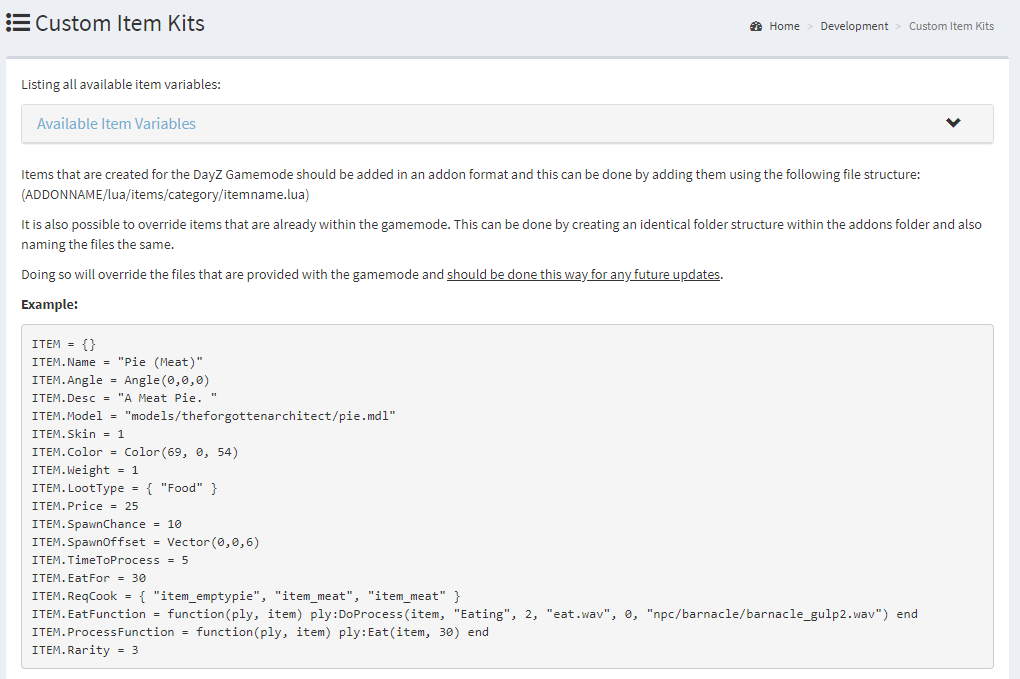 Custom Item Kits
Home > Development > Custom Item Kits
Listing all available item variables:
Available Item Variables
Items that are created for the DayZ Gamemode should be added in an addon format and this can be done by adding them using the following file structure:
(ADDONNAME/lua/items/category/itemname.lua)
It is also possible to override items that are already within the gamemode. This can be done by creating an identical folder structure within the addons folder and also
naming the files the same.
Doing so will override the files that are provided with the gamemode and should be done this way for any future updates.
Example:
ITEM = {}
ITEM.Name = "Pie (Meat)"
ITEM.Angle = Angle(0,0,0)
ITEM.Desc = "A Meat Pie. "
ITEM.Model = "models/theforgottenarchitect/pie.mdl"
ITEM.Skin = 1
ITEM.Color = Color(69, 0, 54)
ITEM.Weight = 1
ITEM.LootType = { "Food" }
ITEM.Price = 25
ITEM.SpawnChance = 10
ITEM.SpawnOffset = Vector(0,0,6)
ITEM.TimeToProcess = 5
ITEM.EatFor = 30
ITEM.ReqCook = { "item_emptypie", "item_meat", "item_meat" }
ITEM.EatFunction = function(ply, item) ply:DoProcess(item, "Eating", 2, "eat.wav", 0, "npc/barnacle/barnacle_gulp2.wav") end
ITEM.ProcessFunction = function(ply, item) ply:Eat(item, 30) end
ITEM.Rarity = 3